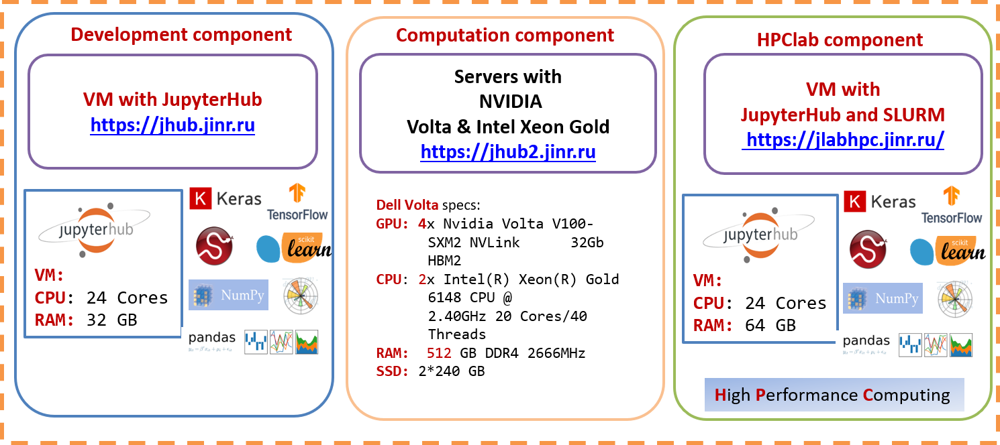 Development component
VM with JupyterHub
https://jhub.jinr.ru
jupyterhub
VM:
CPU: 24 Cores
RAM: 32 GB
K Keras
TensorFlow
scikit
learn
NumPy
pandas
Computation component
Servers with
NVIDIA
Volta & Intel Xeon Gold
https://jhub2.jinr.ru
Dell Volta specs:
GPU: 4x Nvidia Volta V100-
SXM2 NVLink 32Gb
HBM2
CPU: 2x Intel(R) Xeon(R) Gold
6148 CPU @
2.40GHz 20 Cores/40
Threads
RAM: 512 GB DDR4 2666MHz
SSD: 2*240 GB
HPClab component
VM with
JupyterHub and SLURM
https://jlabhpc.jinr.ru/
jupyterhub
VM:
CPU: 24 Cores
RAM: 64 GB
K Keras
TensorFlow
scikit
learn
NumPy
pandas
High Performance Computing